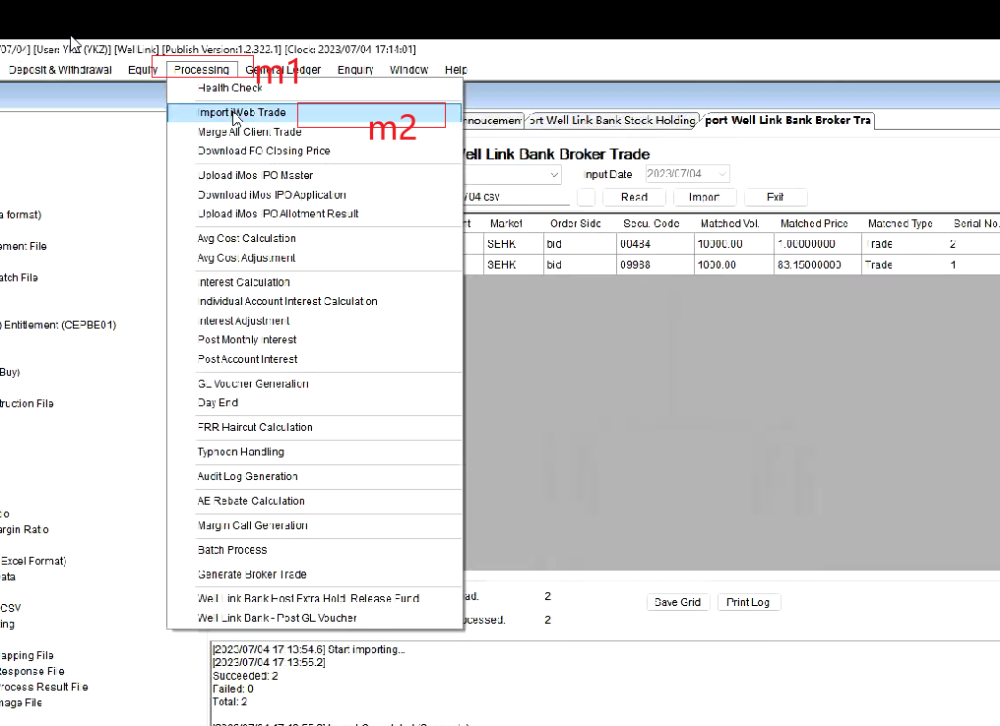 07/04] [User: YKZ (YKZ)] [WellLink] [Publish Version:1.2.322.1] [Clock: 2023/07/04 17:14:01]
Deposit & Withdrawal Equity Processing General Ledger Enquiry Window Help
m1
Health Check
Import iWeb Trade
m2
nnoucement ort Well Link Bank Stock Holding port Well Link Bank Broker Tra
Merge All Client Trade
Download FO Closing Price
Well Link Bank Broker Trade
Upload iMos IPO Master
Input Date 2023/07/04
Download iMos IPO Application
/04.csv Read Import Exit
Upload iMos IPO Allotment Result
a format)
nt Market Order Side Secu. Code Matched Vol. Matched Price Matched Type Serial No.
Avg Cost Calculation
ement File
SEHK bid 00484 10000.00 1.00000000 Trade 2
Avg Cost Adjustment
SEHK bid 09988 1000.00 83.15000000 Trade 1
atch File
Interest Calculation
Individual Account Interest Calculation
Interest Adjustment
) Entitlement (CEPBE01)
Post Monthly Interest
Post Account Interest
Buy)
GL Voucher Generation
Day End
truction File
FRR Haircut Calculation
Typhoon Handling
Audit Log Generation
AE Rebate Calculation
io
Margin Call Generation
argin Ratio
Batch Process
Excel Format)
Generate Broker Trade
ata
Well Link Bank Host Extra Hold, Release Fund
ad: 2
Save Grid Print Log
CSV
Well Link Bank - Post GL Voucher
ocessed: 2
ing
[2023/07/04 17:13:54.6] Start importing...
apping File
[2023/07/04 17:13:55.2]
Response File
Succeeded: 2
Process Result File
Failed: 0
mage File
Total: 2